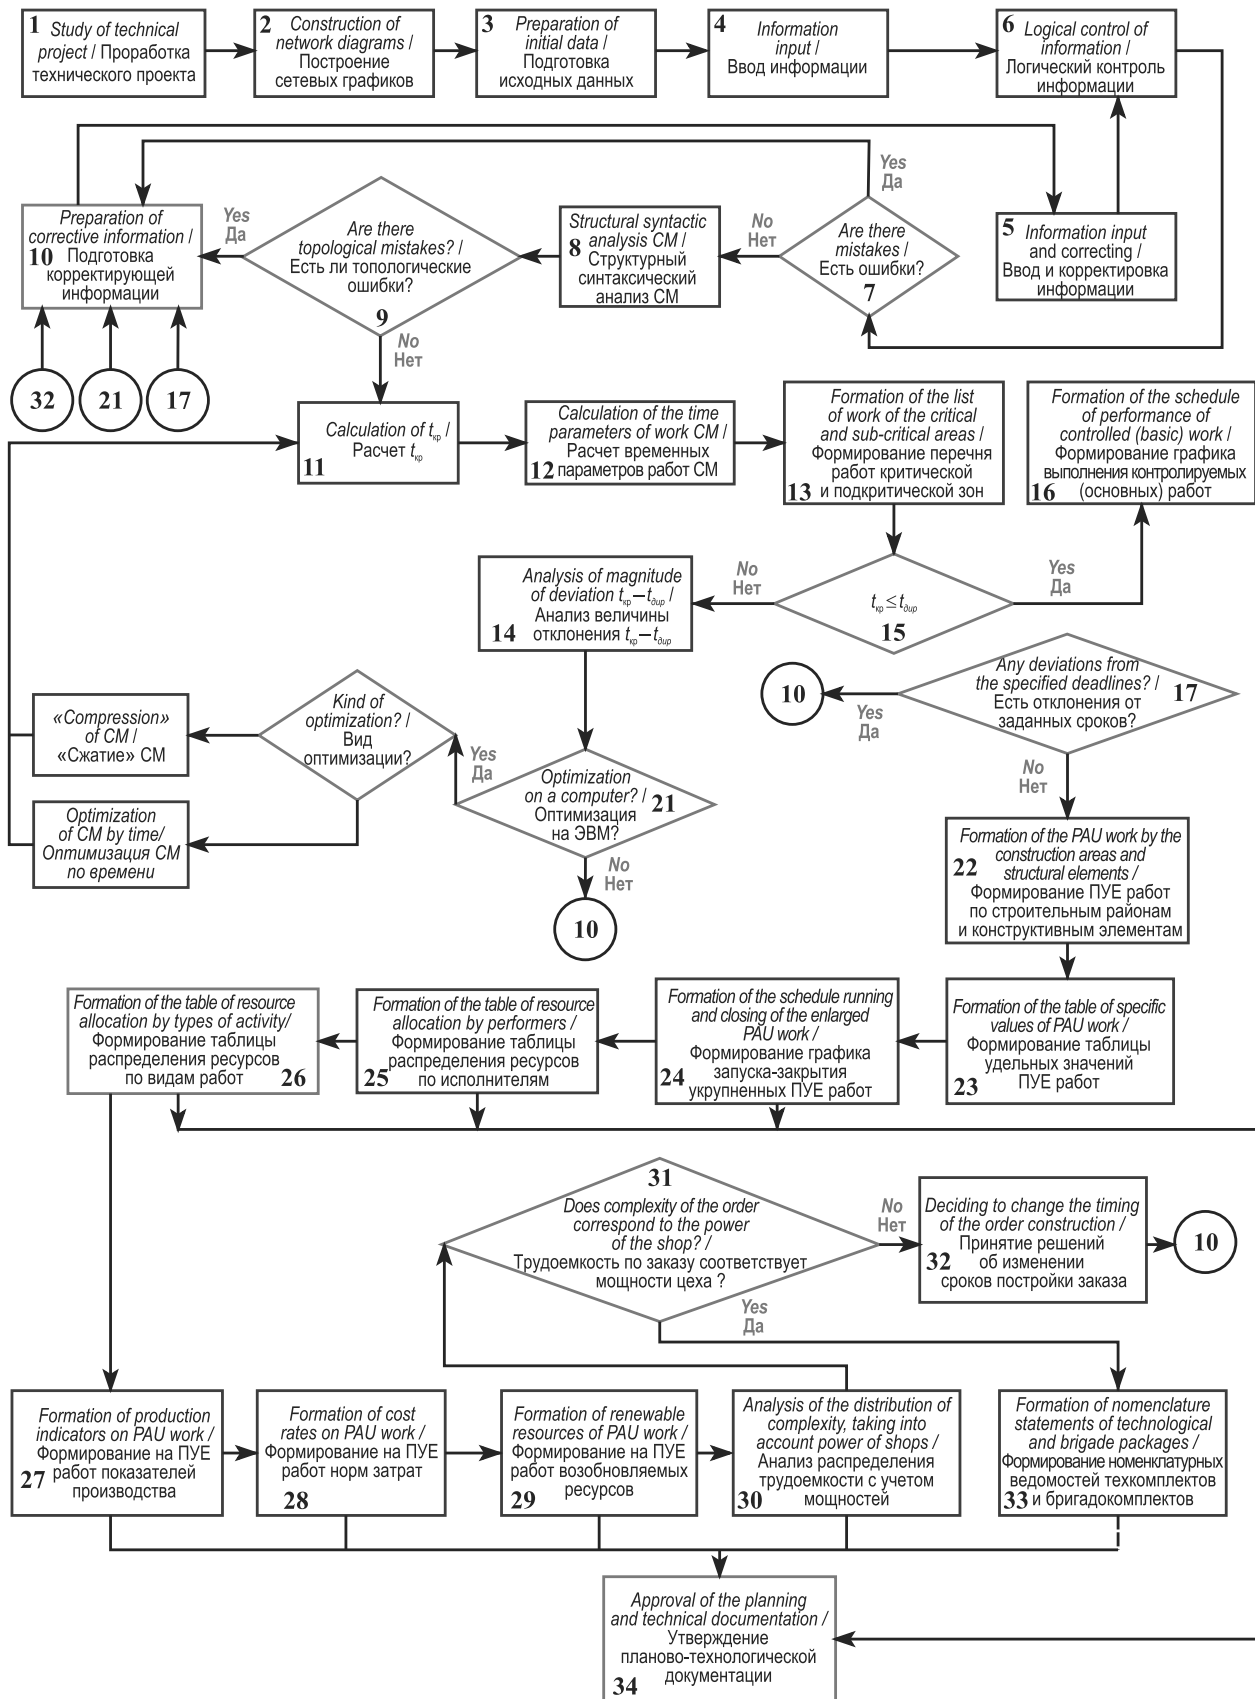 1 Study of technical
project / Проработка
технического проекта
2 Construction of
network diagrams /
Построение
сетевых графиков
3 Preparation of
initial data /
Подготовка
исходных данных
4 Information
input /
Ввод информации
6 Logical control of
information /
Логический контроль
информации
Yes
Да
Preparation of
corrective information /
10 Подготовка
корректирующей
информации
Yes
Да
Are there
topological mistakes? /
Есть ли топологические
ошибки?
9
Structural syntactic
analysis CM /
8 Структурный
синтаксический
анализ СМ
No
Нет
Are there
mistakes /
Есть ошибки?
7
5 Information input
and correcting /
Ввод и корректировка
информации
No
Нет
32
21
17
Calculation of tкр /
11 Расчет tкр
Calculation of the time
parameters of work CM /
Расчет временных
12 параметров работ СМ
Formation of the list
of work of the critical
and sub-critical areas /
Формирование перечня
работ критической
13 и подкритической зон
Formation of the schedule
of performance of
controlled (basic) work /
Формирование графика
выполнения контролируемых
16 (основных) работ
Analysis of magnitude
of deviation tкр – tдир /
Анализ величины
14 отклонения tкр – tдир
No
Нет
tкр ≤ tдир
15
Yes
Да
10
Yes
Да
Any deviations from
the specified deadlines? /
Есть отклонения от
заданных сроков?
17
No
Нет
«Compression»
of CM /
«Сжатие» СМ
Kind of
optimization? /
Вид
оптимизации?
Yes
Да
Optimization
on a computer? /
Оптимизация
на ЭВМ?
21
Optimization
of CM by time/
Оптимизация СМ
по времени
No
Нет
10
Formation of the PAU work by the
construction areas and
22 structural elements /
Формирование ПУЕ работ
по строительным районам
и конструктивным элементам
Formation of the table of resource
allocation by types of activity/
Формирование таблицы
распределения ресурсов
по видам работ 26
Formation of the table of resource
allocation by performers /
Формирование таблицы
распределения ресурсов
25 по исполнителям
Formation of the schedule running
and closing of the enlarged
PAU work /
Формирование графика
24 запуска-закрытия
укрупненных ПУЕ работ
Formation of the table of specific
values of PAU work /
Формирование таблицы
удельных значений
23 ПУЕ работ
31
Does complexity of the order
correspond to the power
of the shop? /
Трудоемкость по заказу соответствует
мощности цеха ?
No
Нет
Deciding to change the timing
of the order construction /
32 Принятие решений
об изменении
сроков постройки заказа
10
Yes
Да
Formation of production
indicators on PAU work /
Формирование на ПУЕ
27 работ показателей
производства
Formation of cost
rates on PAU work /
Формирование на ПУЕ
работ норм затрат
28
Formation of renewable
resources of PAU work /
Формирование на ПУЕ
работ возобновляемых
29 ресурсов
Analysis of the distribution of
complexity, taking into
account power of shops /
Анализ распределения
трудоемкости с учетом
30 мощностей
Formation of nomenclature
statements of technological
and brigade packages /
Формирование номенклатурных
ведомостей техкомплектов
33 и бригадокомплектов
Approval of the planning
and technical documentation /
Утверждение
планово-технологической
34 документации